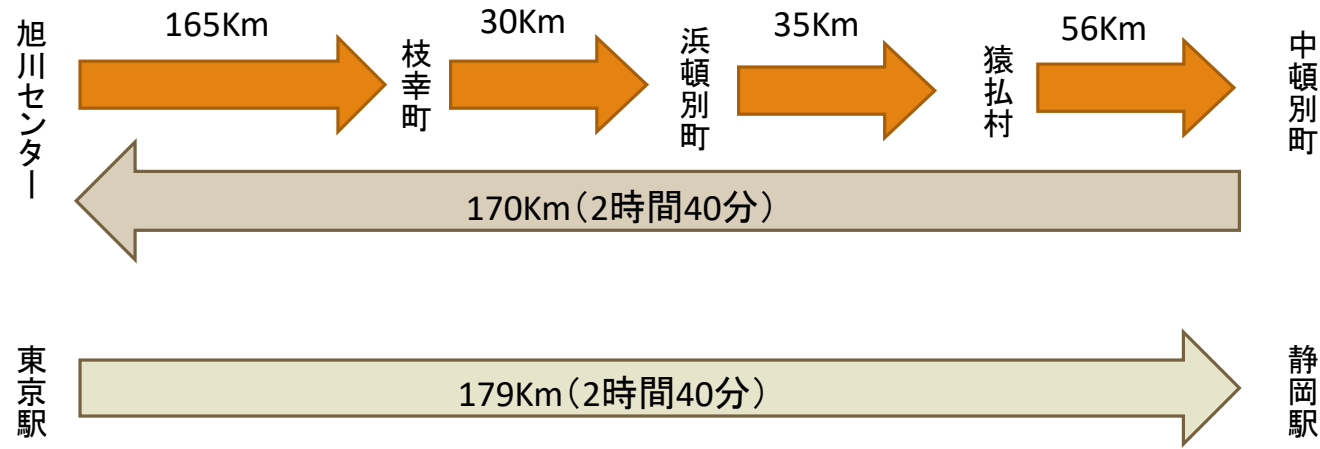 旭川センター
165Km
枝幸町
30Km
浜頓別町
35Km
猿払村
56Km
中頓別町
170Km（2時間40分）
東京駅
179Km（2時間40分）
静岡駅